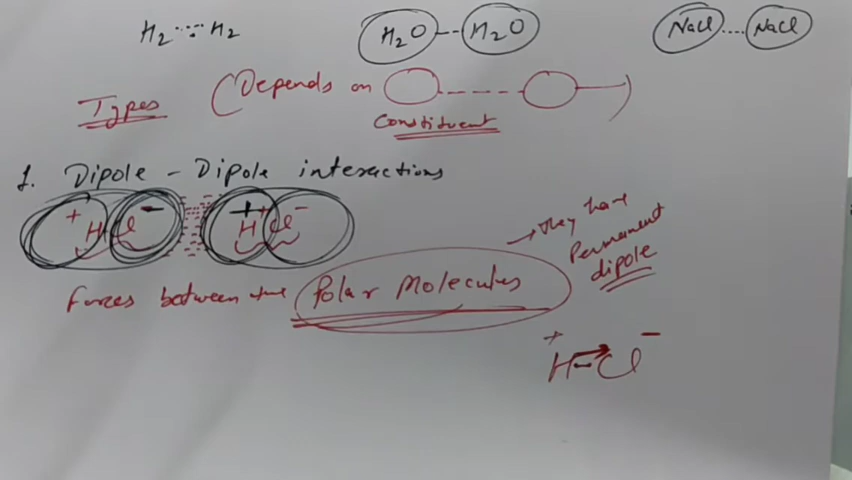 H2 ···· H2 H2O -- H2O NaCl .... NaCl
Types (Depends on ------ )
Constituent
1. Dipole - Dipole interactions
+ H Cl - + H Cl -
Forces between the Polar Molecules
→ They have
Permanent
dipole
+ H → Cl -